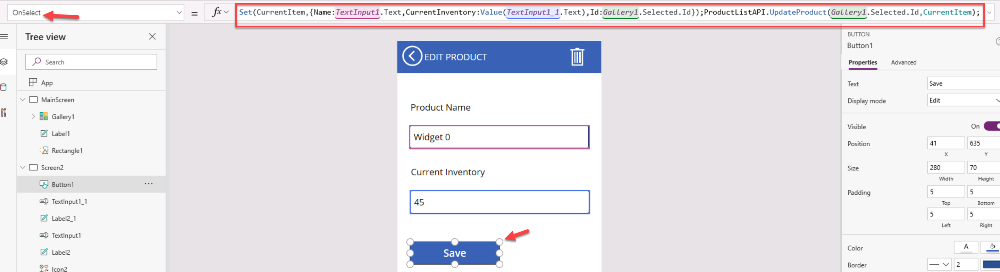 OnSelect
=
fx
Set(CurrentItem,{Name:TextInput1.Text,CurrentInventory:Value(TextInput1_1.Text),Id:Gallery1.Selected.Id});ProductListAPI.UpdateProduct(Gallery1.Selected.Id,CurrentItem);
Tree view
Search
App
MainScreen
Gallery1
Label1
Rectangle1
Screen2
Button1
...
TextInput1_1
Label2_1
TextInput1
Label2
Icon2
EDIT PRODUCT
Product Name
Widget 0
Current Inventory
45
Save
BUTTON
Button1
Properties Advanced
Text Save
Display mode Edit
Visible On
Position 41 635
X Y
Size 280 70
Width Height
Padding 5 5
Top Bottom
5 5
Left Right
Color A
Border 2